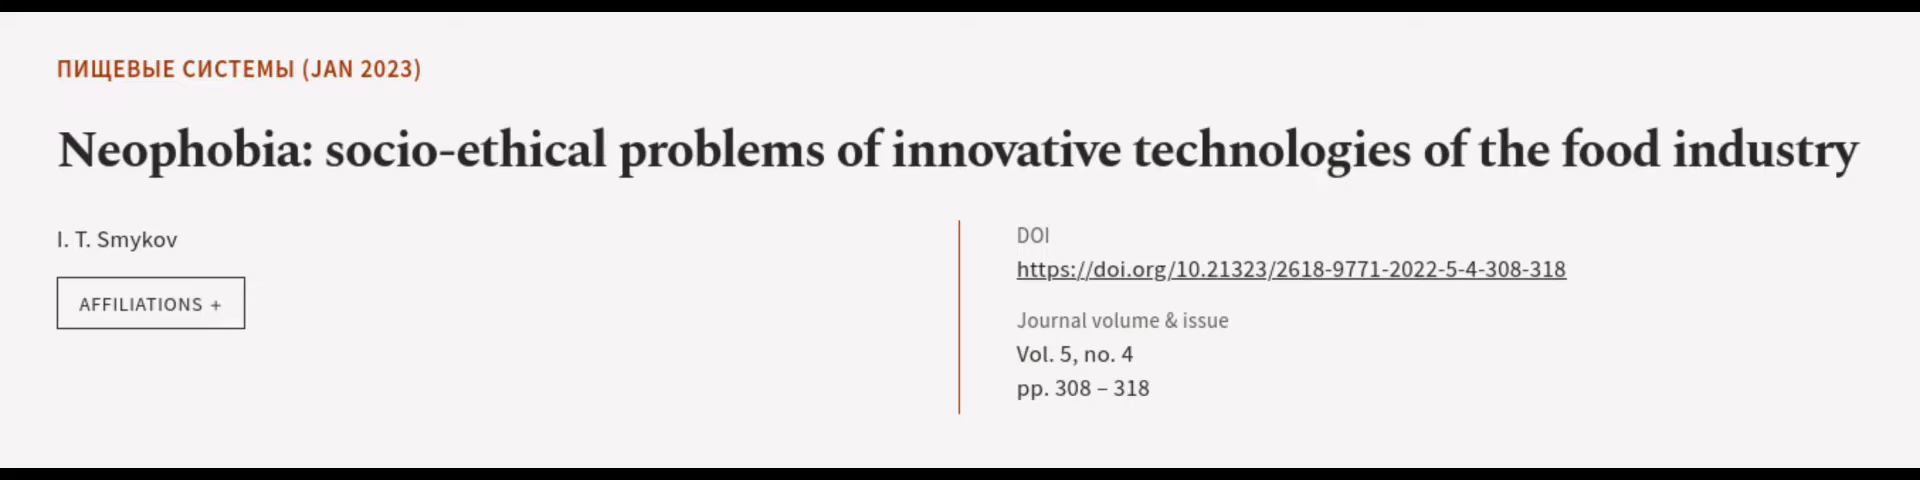 ПИЩЕВЫЕ СИСТЕМЫ (JAN 2023)
Neophobia: socio-ethical problems of innovative technologies of the food industry
I. T. Smykov
AFFILIATIONS +
DOI
https://doi.org/10.21323/2618-9771-2022-5-4-308-318
Journal volume & issue
Vol. 5, no. 4
pp. 308 – 318